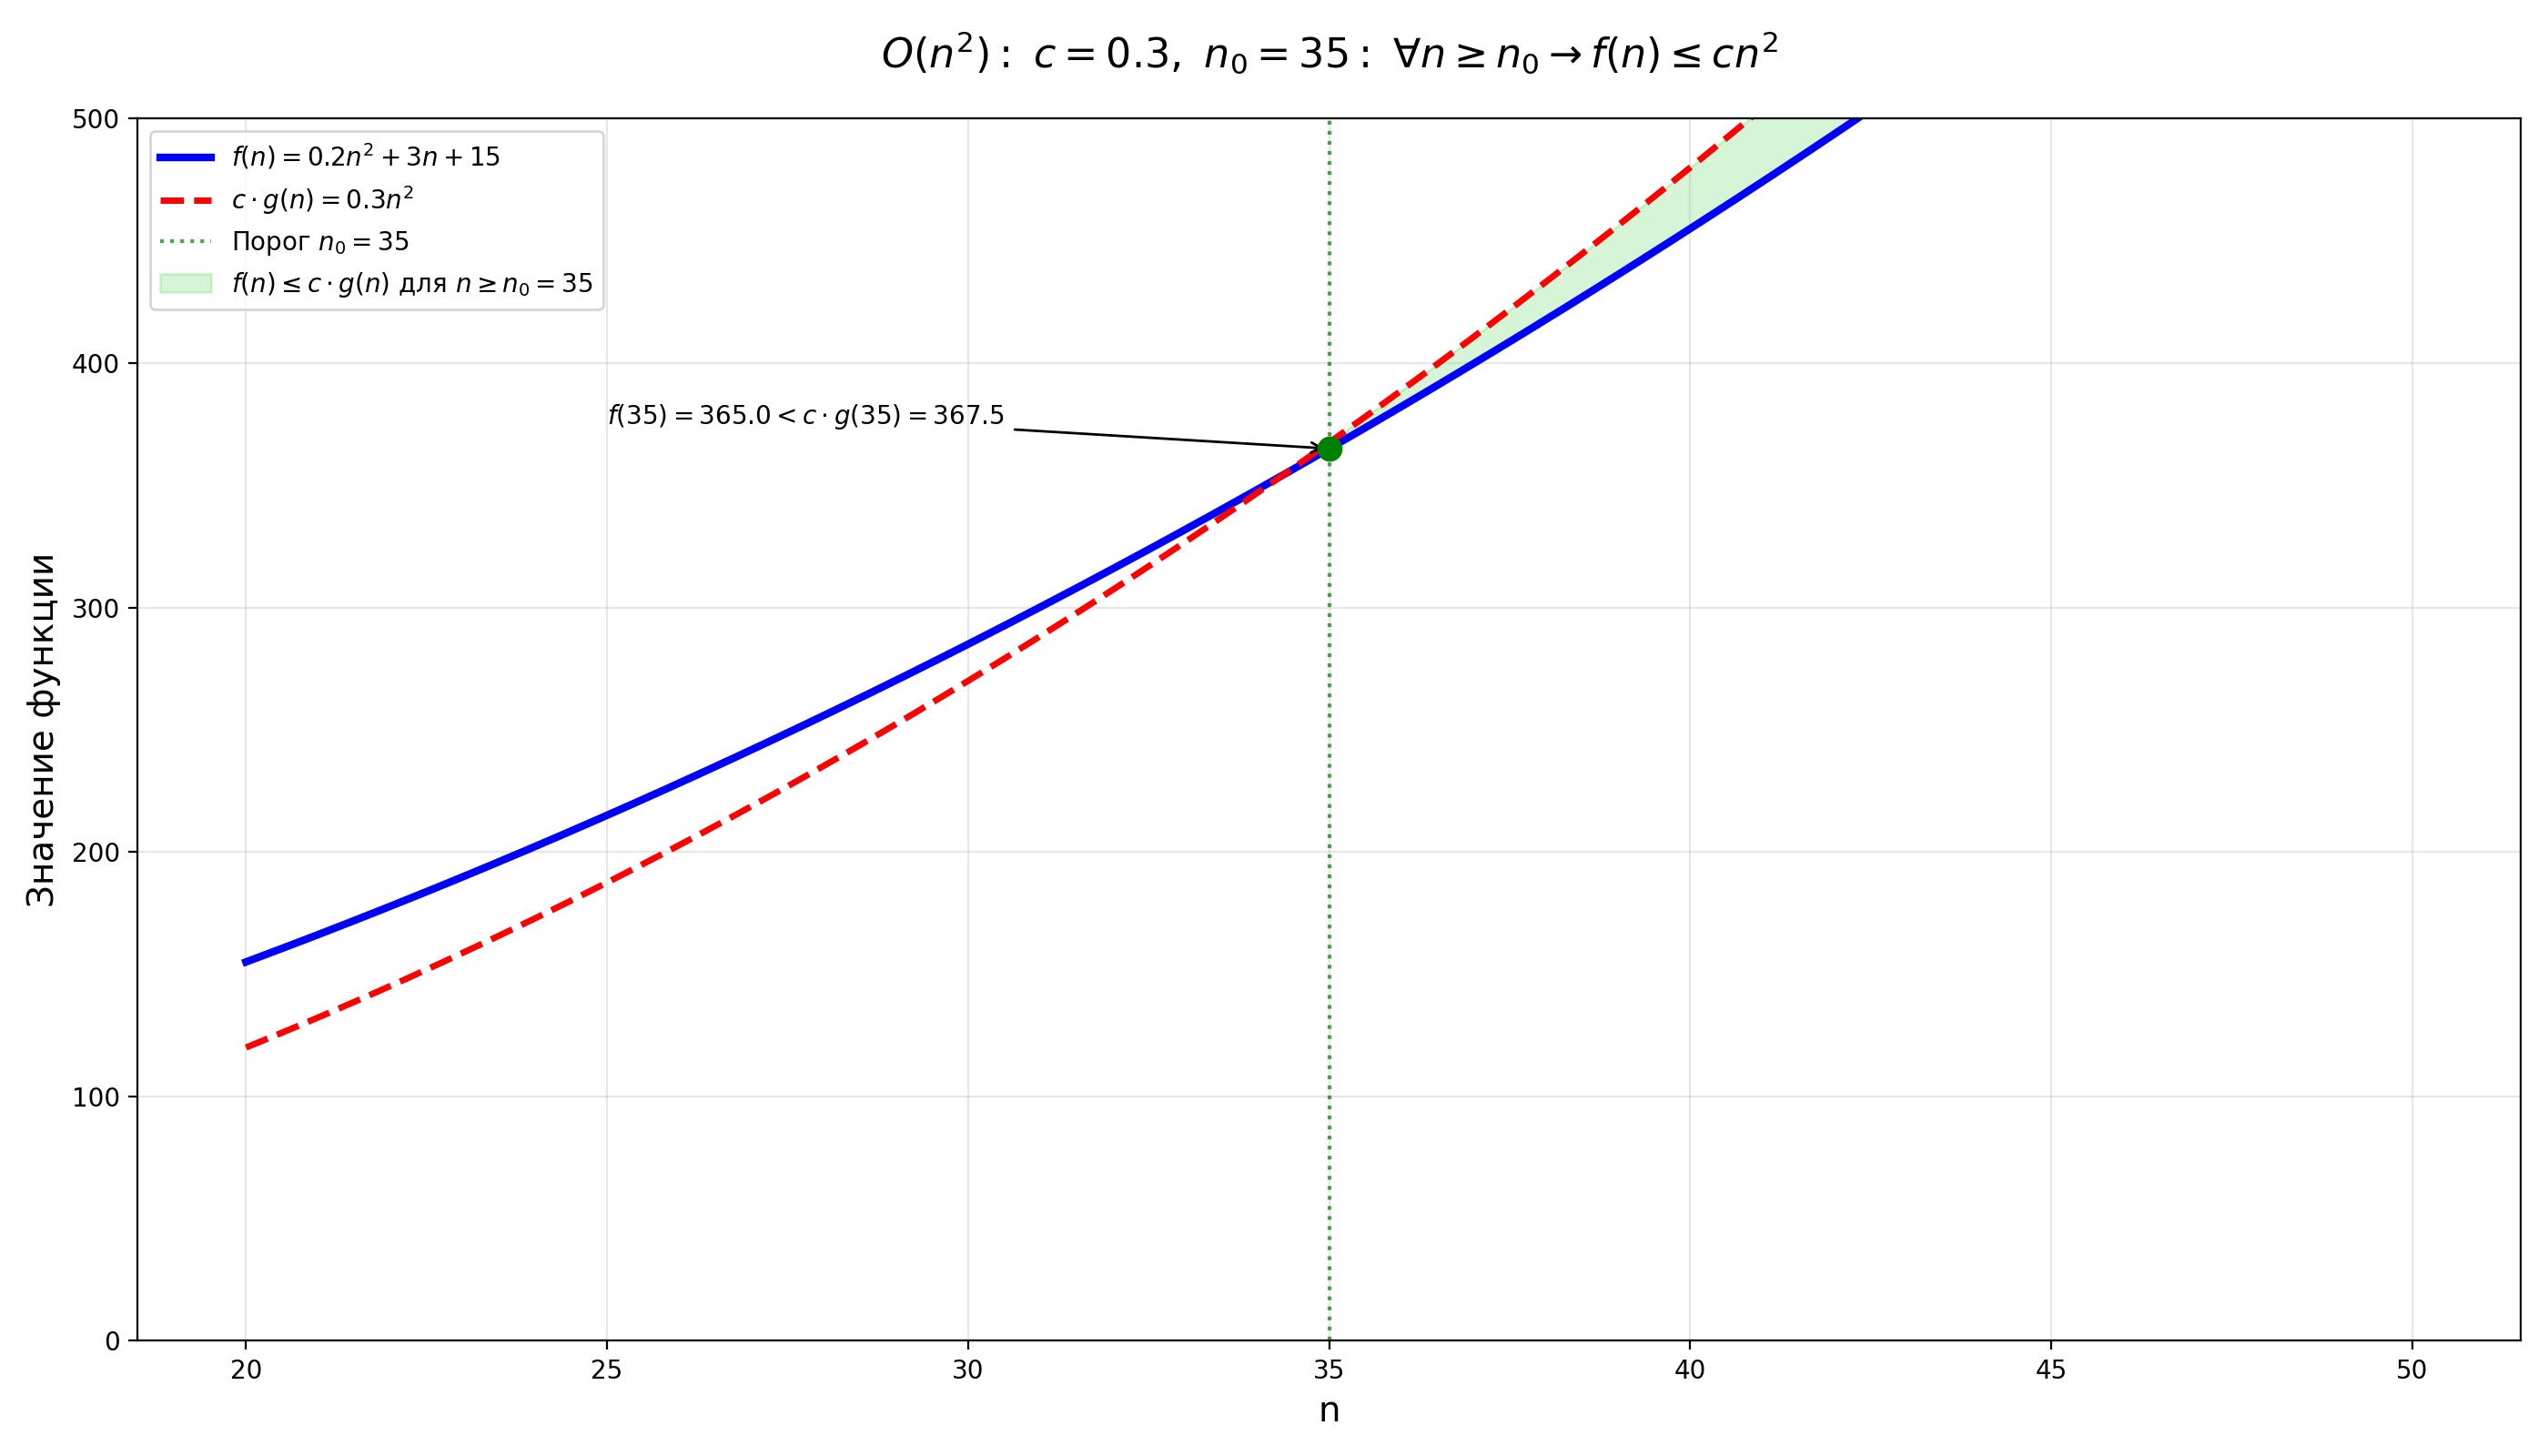 O(n²): c = 0.3, n₀ = 35: ∀n ≥ n₀ → f(n) ≤ cn²
f(n) = 0.2n² + 3n + 15
c · g(n) = 0.3n²
Порог n₀ = 35
f(n) ≤ c · g(n) для n ≥ n₀ = 35
f(35) = 365.0 < c · g(35) = 367.5
Значение функции
500
400
300
200
100
0
20 25 30 35 40 45 50
n